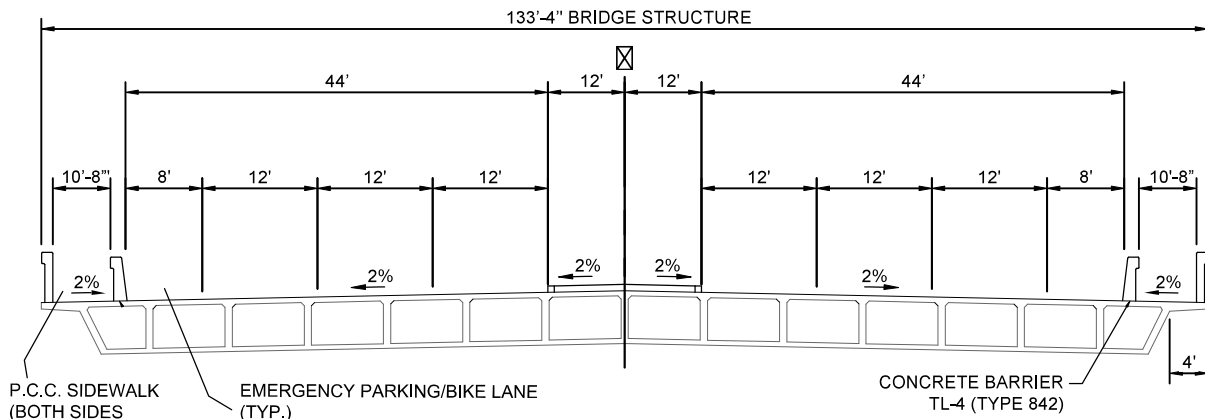 133'-4" BRIDGE STRUCTURE
44' 12' 12' 44'
10'-8"' 8' 12' 12' 12' 12' 12' 12' 8' 10'-8"
2% 2% 2% 2% 2% 2%
4'
P.C.C. SIDEWALK
(BOTH SIDES
EMERGENCY PARKING/BIKE LANE
(TYP.)
CONCRETE BARRIER
TL-4 (TYPE 842)